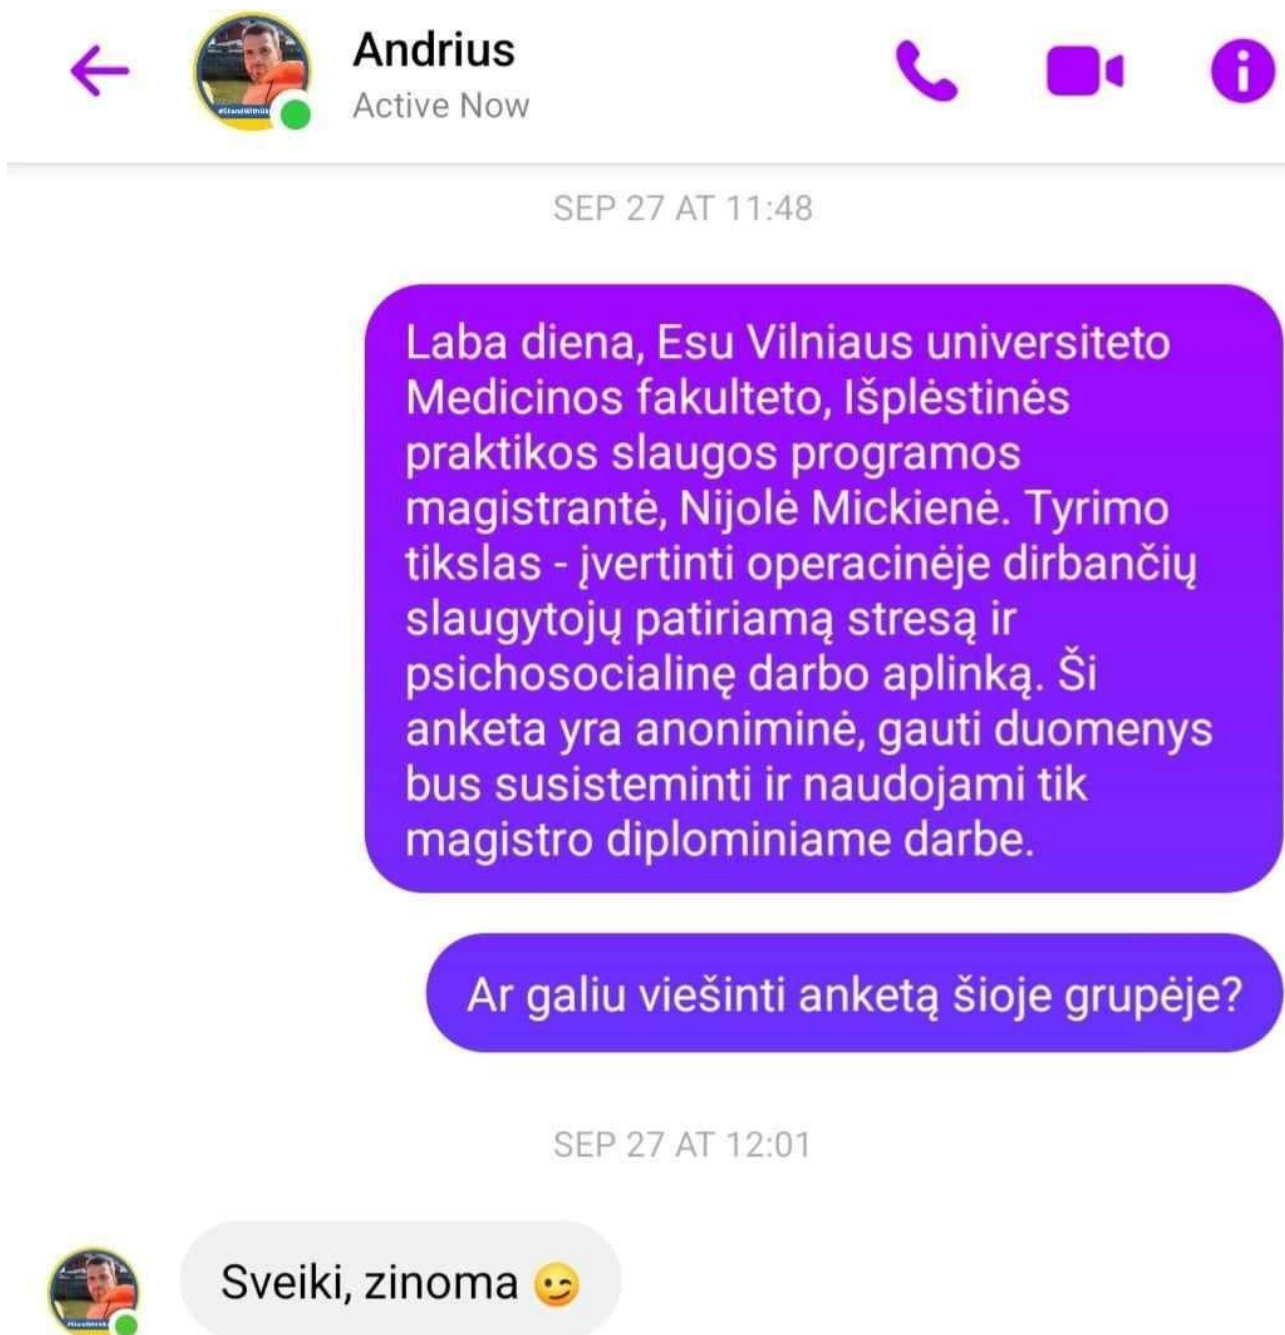 Andrius
Active Now
SEP 27 AT 11:48
Laba diena, Esu Vilniaus universiteto
Medicinos fakulteto, Išplėstinės
praktikos slaugos programos
magistrantė, Nijolė Mickienė. Tyrimo
tikslas - įvertinti operacinėje dirbančių
slaugytojų patiriamą stresą ir
psichosocialinę darbo aplinką. Ši
anketa yra anoniminė, gauti duomenys
bus susisteminti ir naudojami tik
magistro diplominiame darbe.
Ar galiu viešinti anketą šioje grupėje?
SEP 27 AT 12:01
Sveiki, zinoma 😉